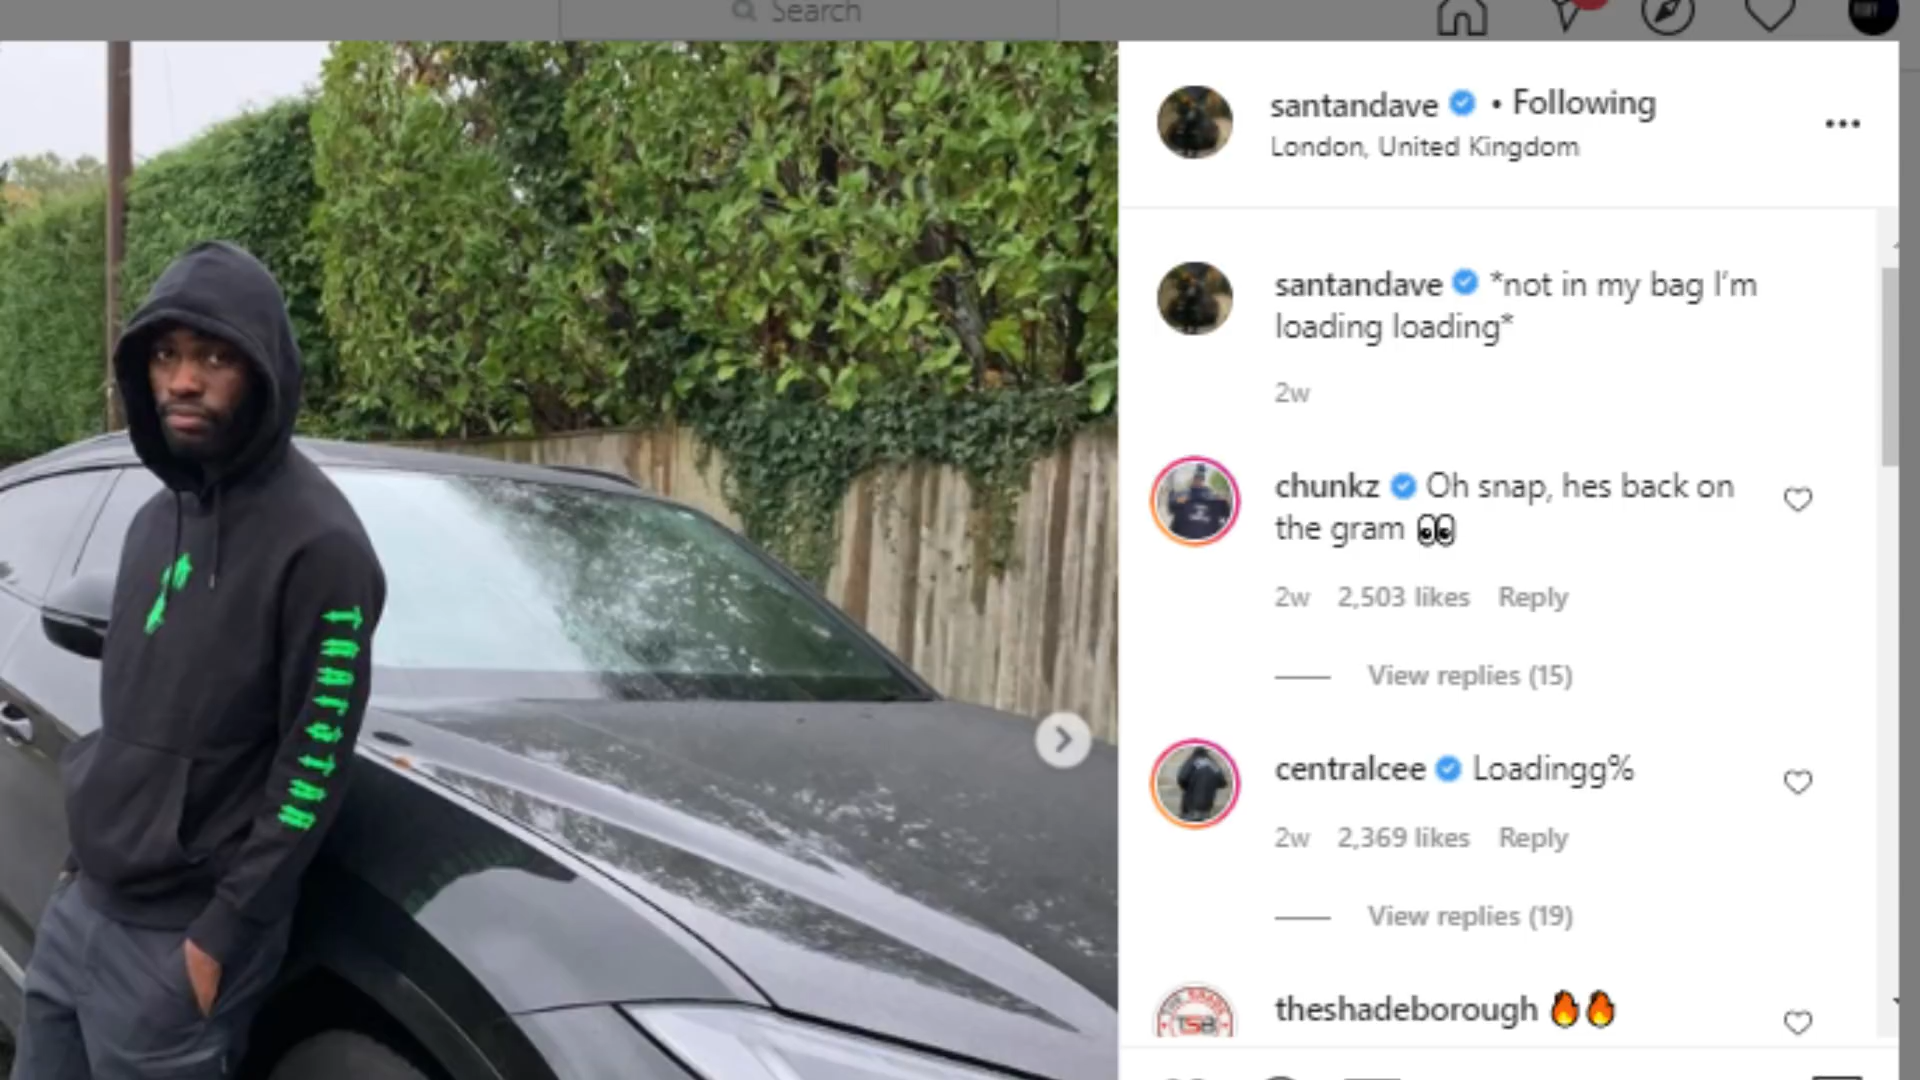 Search
santandave • Following
London, United Kingdom
santandave *not in my bag I'm
loading loading*
2w
chunkz Oh snap, hes back on
the gram 👀
2w 2,503 likes Reply
View replies (15)
centralcee Loadingg%
2w 2,369 likes Reply
View replies (19)
theshadeborough 🔥🔥
TSB
TRAPSTAR